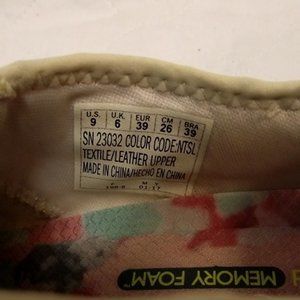 U.S. U.K. EUR CM BRA
9 6 39 26 39
SN 23032 COLOR CODE:NTSL
TEXTILE/LEATHER UPPER
MADE IN CHINA/HECHO EN CHINA
MEMORY FOAM